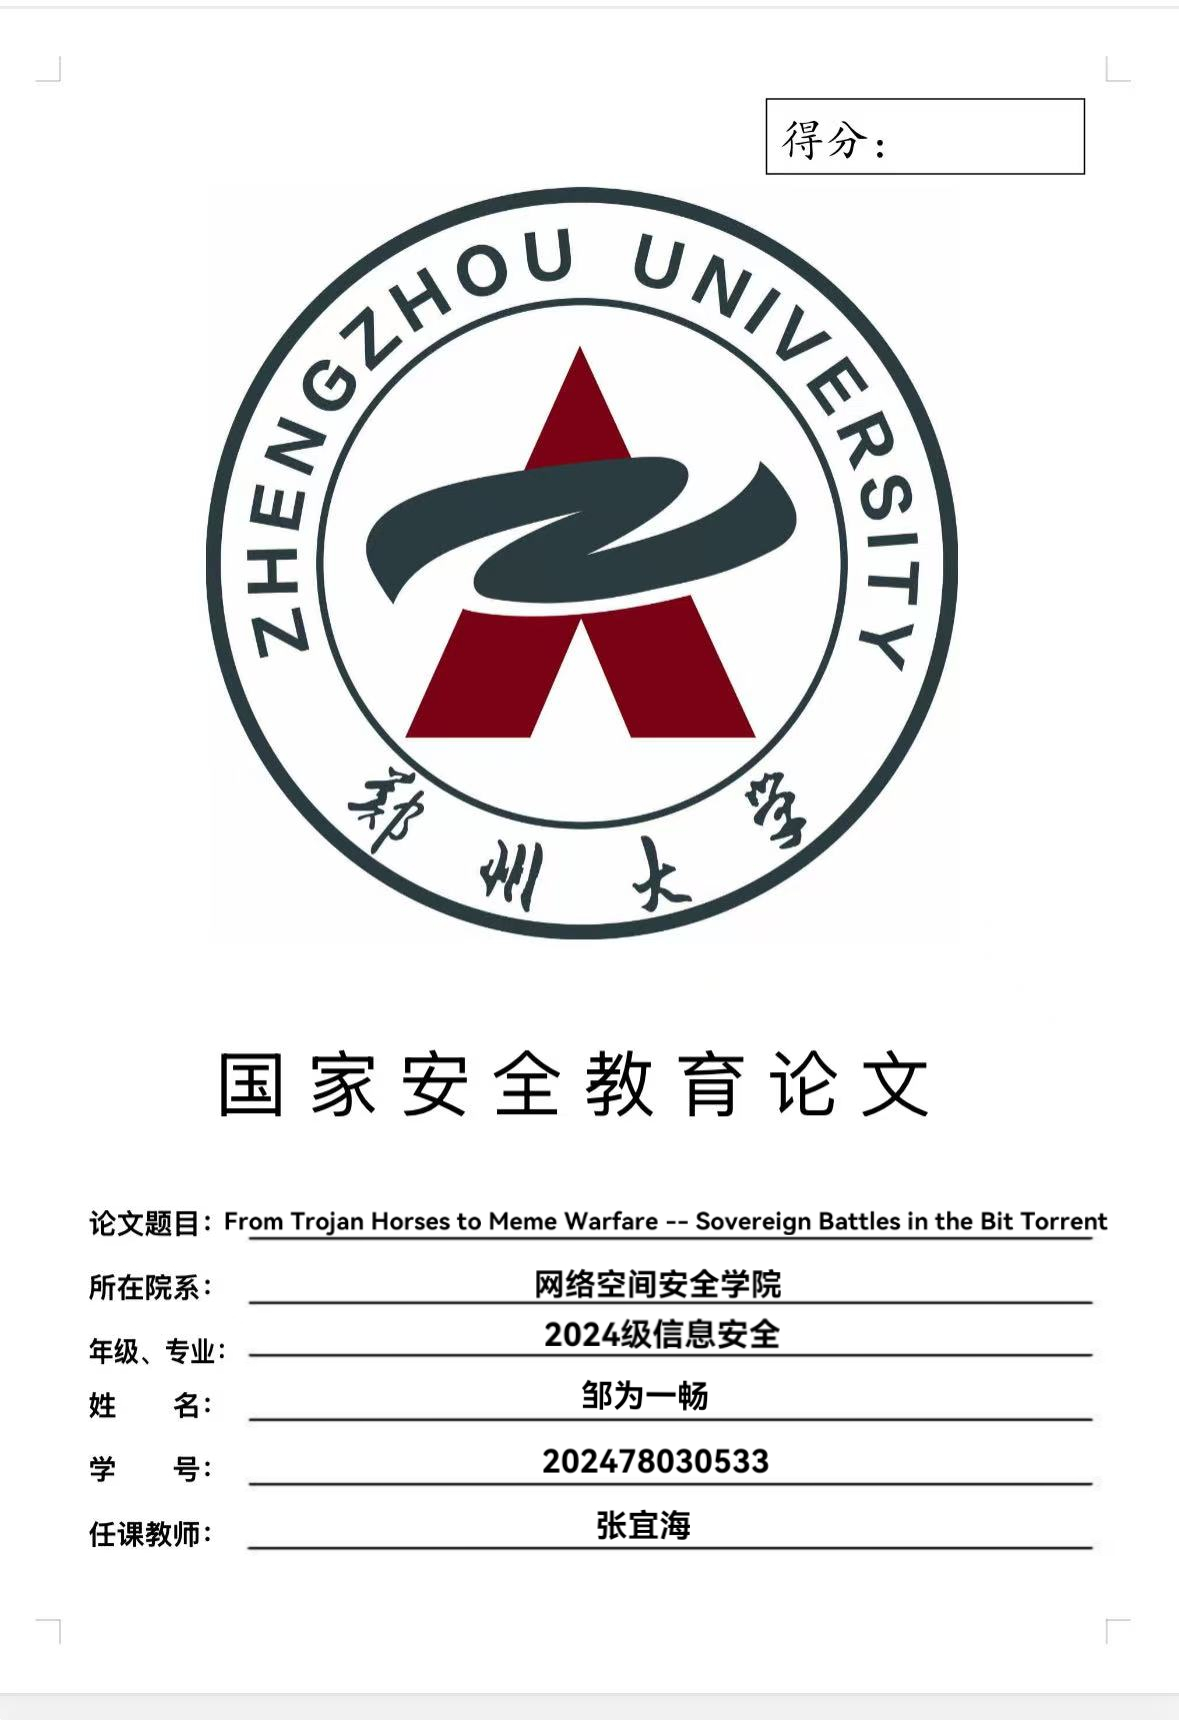 得分：
ZHENGZHOU UNIVERSITY
郑州大学
国家安全教育论文
论文题目：From Trojan Horses to Meme Warfare -- Sovereign Battles in the Bit Torrent
所在院系：网络空间安全学院
年级、专业：2024级信息安全
姓 名：邹为一畅
学 号：202478030533
任课教师：张宜海